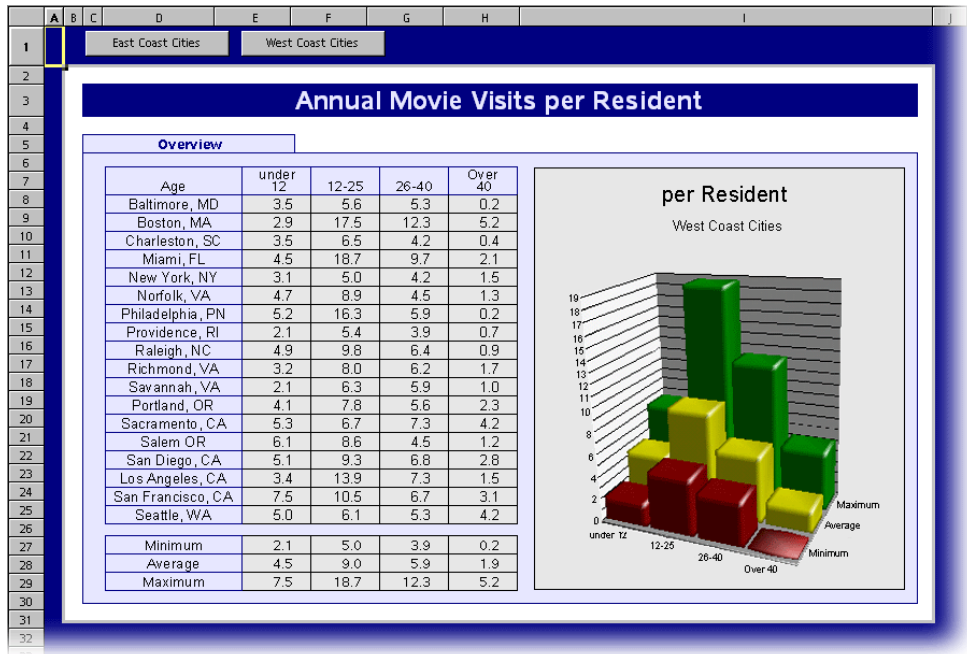 A B C D E F G H I J
1 East Coast Cities West Coast Cities
2
3 Annual Movie Visits per Resident
4
5 Overview
6
7 Age under 12 12-25 26-40 Over 40
8 Baltimore, MD 3.5 5.6 5.3 0.2
9 Boston, MA 2.9 17.5 12.3 5.2
10 Charleston, SC 3.5 6.5 4.2 0.4
11 Miami, FL 4.5 18.7 9.7 2.1
12 New York, NY 3.1 5.0 4.2 1.5
13 Norfolk, VA 4.7 8.9 4.5 1.3
14 Philadelphia, PN 5.2 16.3 5.9 0.2
15 Providence, RI 2.1 5.4 3.9 0.7
16 Raleigh, NC 4.9 9.8 6.4 0.9
17 Richmond, VA 3.2 8.0 6.2 1.7
18 Savannah, VA 2.1 6.3 5.9 1.0
19 Portland, OR 4.1 7.8 5.6 2.3
20 Sacramento, CA 5.3 6.7 7.3 4.2
21 Salem OR 6.1 8.6 4.5 1.2
22 San Diego, CA 5.1 9.3 6.8 2.8
23 Los Angeles, CA 3.4 13.9 7.3 1.5
24 San Francisco, CA 7.5 10.5 6.7 3.1
25 Seattle, WA 5.0 6.1 5.3 4.2
26
27 Minimum 2.1 5.0 3.9 0.2
28 Average 4.5 9.0 5.9 1.9
29 Maximum 7.5 18.7 12.3 5.2
30
31
32
per Resident
West Coast Cities
19
18
17
16
15
14
13
12
11
10
8
6
4
2
0
under 12
12-25
26-40
Over 40
Maximum
Average
Minimum